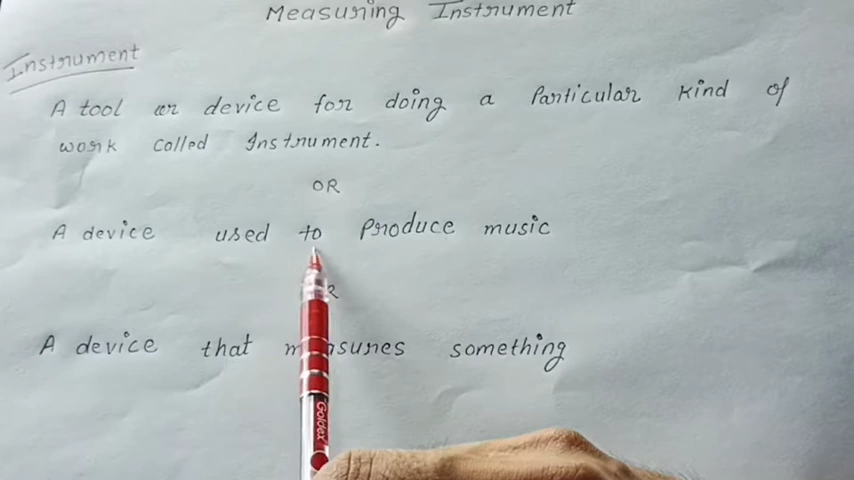 Measuring Instrument
Instrument
A tool or device for doing a Particular kind of
work called Instrument.
OR
A device used to Produce music
A device that measures something
Goldex